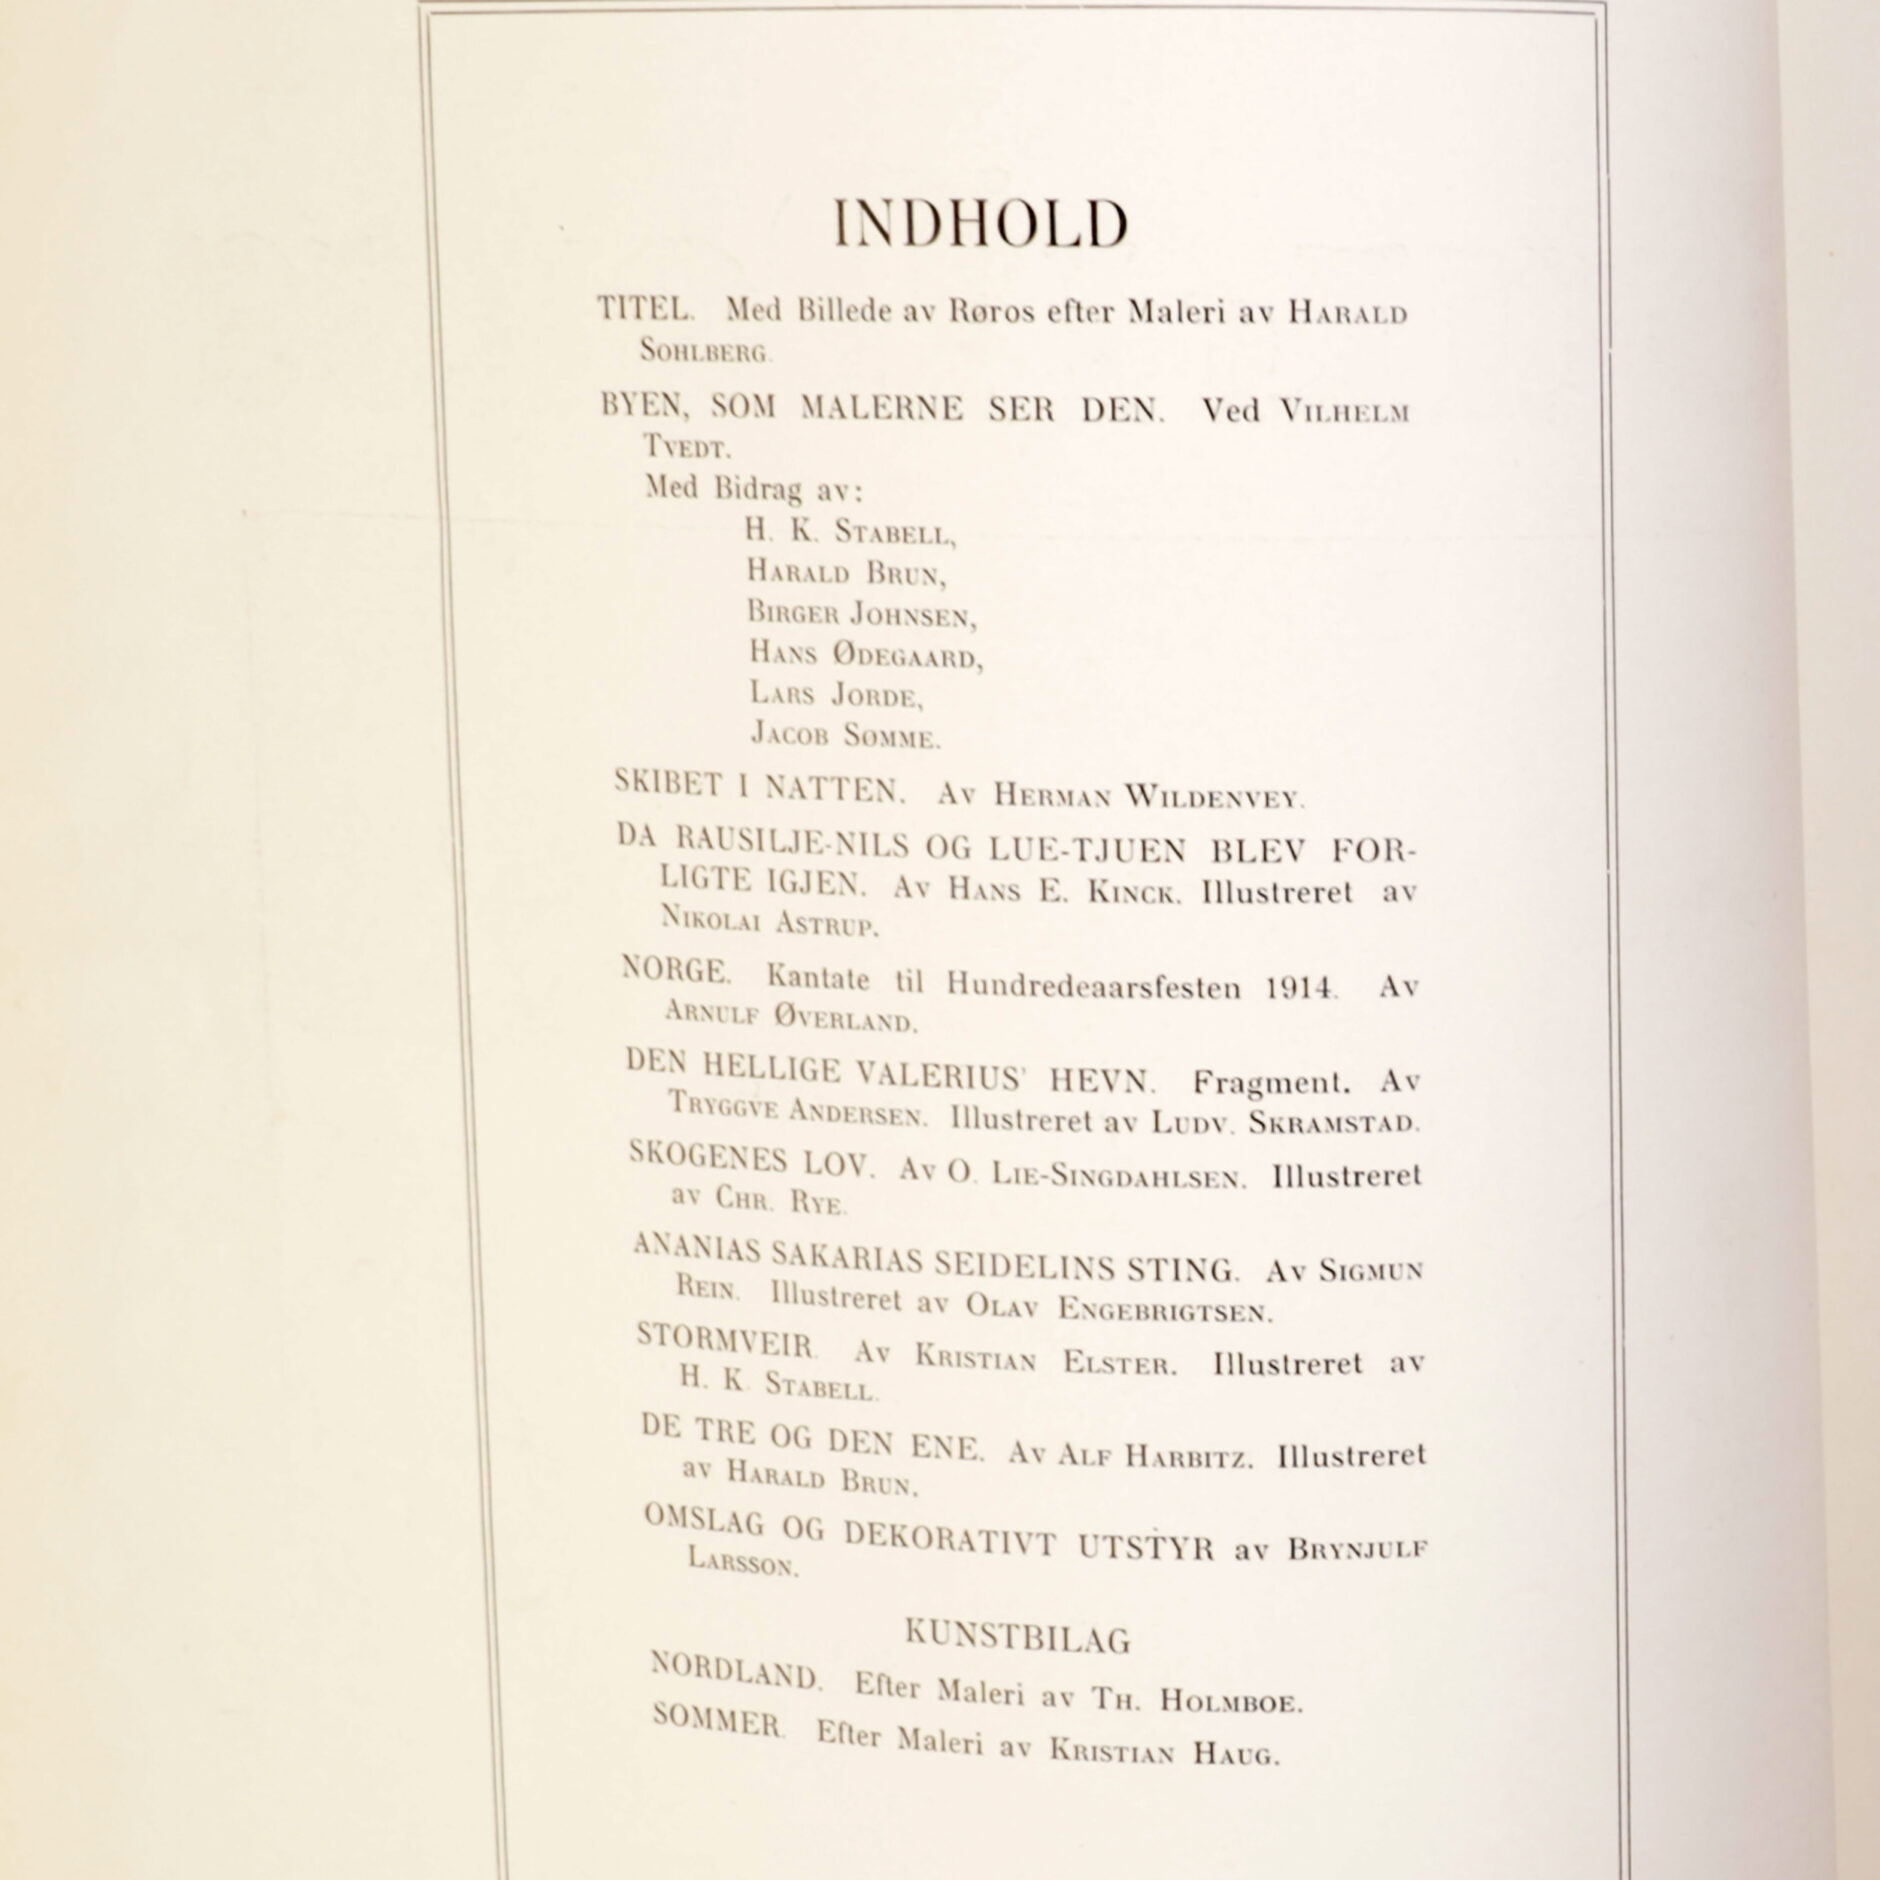 INDHOLD
TITEL. Med Billede av Røros efter Maleri av HARALD
SOHLBERG.
BYEN, SOM MALERNE SER DEN. Ved VILHELM
TVEDT.
Med Bidrag av:
H. K. STABELL,
HARALD BRUN,
BIRGER JOHNSEN,
HANS ØDEGAARD,
LARS JORDE,
JACOB SØMME.
SKIBET I NATTEN. AV HERMAN WILDENVEY.
DA RAUSILJE-NILS OG LUE-TJUEN BLEV FOR-
LIGTE IGJEN. AV HANS E. KINCK. Illustreret av
NIKOLAI ASTRUP.
NORGE. Kantate til Hundredeaarsfesten 1914. AV
ARNULF ØVERLAND.
DEN HELLIGE VALERIUS' HEVN. Fragment. AV
TRYGGVE ANDERSEN. Illustreret av LUDV. SKRAMSTAD.
SKOGENES LOV. AV O. LIE-SINGDAHLSEN. Illustreret
av CHR. RYE.
ANANIAS SAKARIAS SEIDELINS STING. AV SIGMUN
REIN. Illustreret av OLAV ENGEBRIGTSEN.
STORMVEIR. AV KRISTIAN ELSTER. Illustreret av
H. K. STABELL.
DE TRE OG DEN ENE. AV ALF HARBITZ. Illustreret
av HARALD BRUN.
OMSLAG OG DEKORATIVT UTSTYR av BRYNJULF
LARSSON.
KUNSTBILAG
NORDLAND. Efter Maleri av TH. HOLMBOE.
SOMMER. Efter Maleri av KRISTIAN HAUG.